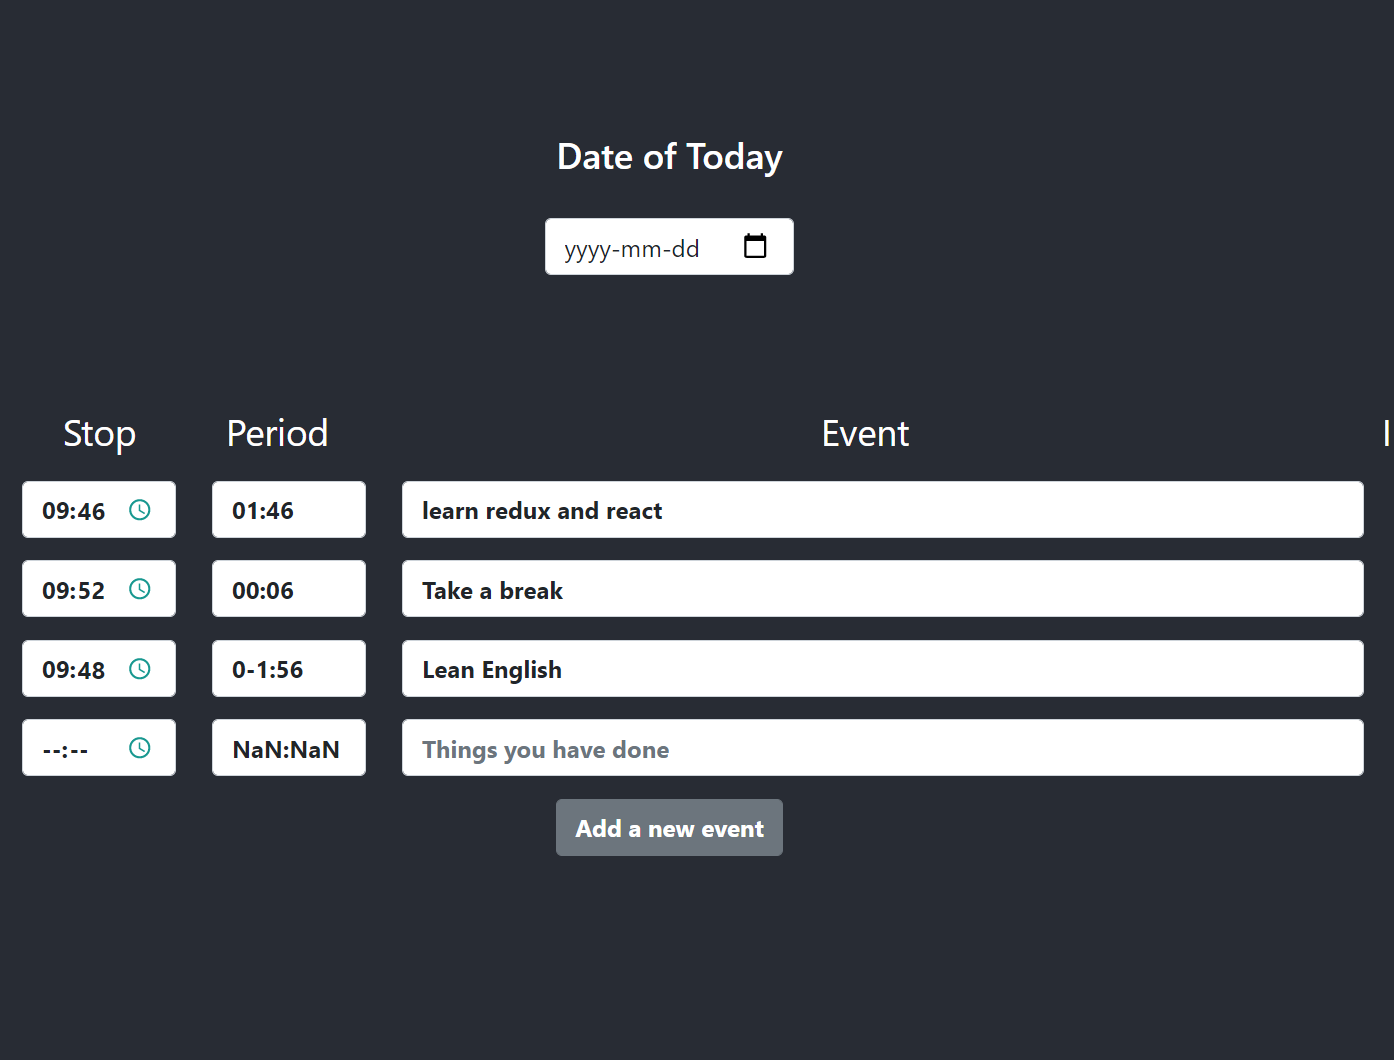 Date of Today
yyyy-mm-dd
Stop Period Event
09:46 01:46 learn redux and react
09:52 00:06 Take a break
09:48 0-1:56 Lean English
--:-- NaN:NaN Things you have done
Add a new event